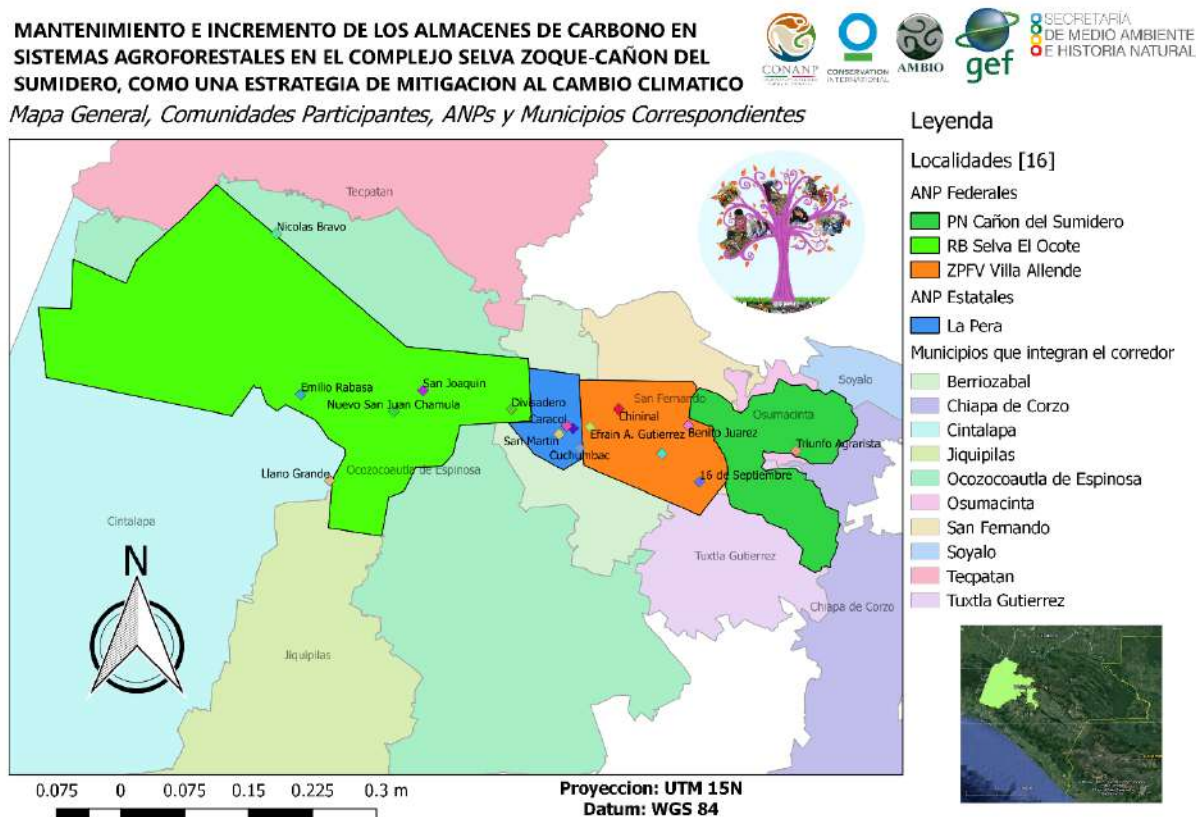 MANTENIMIENTO E INCREMENTO DE LOS ALMACENES DE CARBONO EN
SISTEMAS AGROFORESTALES EN EL COMPLEJO SELVA ZOQUE-CAÑON DEL
SUMIDERO, COMO UNA ESTRATEGIA DE MITIGACION AL CAMBIO CLIMATICO
Mapa General, Comunidades Participantes, ANPs y Municipios Correspondientes
CONANP
CONSERVATION
INTERNATIONAL
AMBIO
gef
SECRETARÍA
DE MEDIO AMBIENTE
E HISTORIA NATURAL
Tecpatan
Nicolas Bravo
Emilio Rabasa
San Joaquin
Nuevo San Juan Chamula
Divisadero
Caracol
San Martin
Cuchumbac
San Fernando
Chininal
Efrain A. Gutierrez
Benito Juarez
Osumacinta
Soyalo
Triunfo Agrarista
Llano Grande
Ocozocoautla de Espinosa
16 de Septiembre
Cintalapa
Tuxtla Gutierrez
Chiapa de Corzo
Jiquipilas
N
Leyenda
Localidades [16]
ANP Federales
PN Cañon del Sumidero
RB Selva El Ocote
ZPFV Villa Allende
ANP Estatales
La Pera
Municipios que integran el corredor
Berriozabal
Chiapa de Corzo
Cintalapa
Jiquipilas
Ocozocoautla de Espinosa
Osumacinta
San Fernando
Soyalo
Tecpatan
Tuxtla Gutierrez
0.075 0 0.075 0.15 0.225 0.3 m
Proyeccion: UTM 15N
Datum: WGS 84